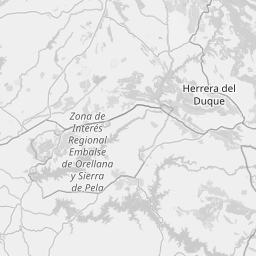 Herrera del
Duque
Zona de
Interés
Regional
Embalse
de Orellana
y Sierra
de Pela